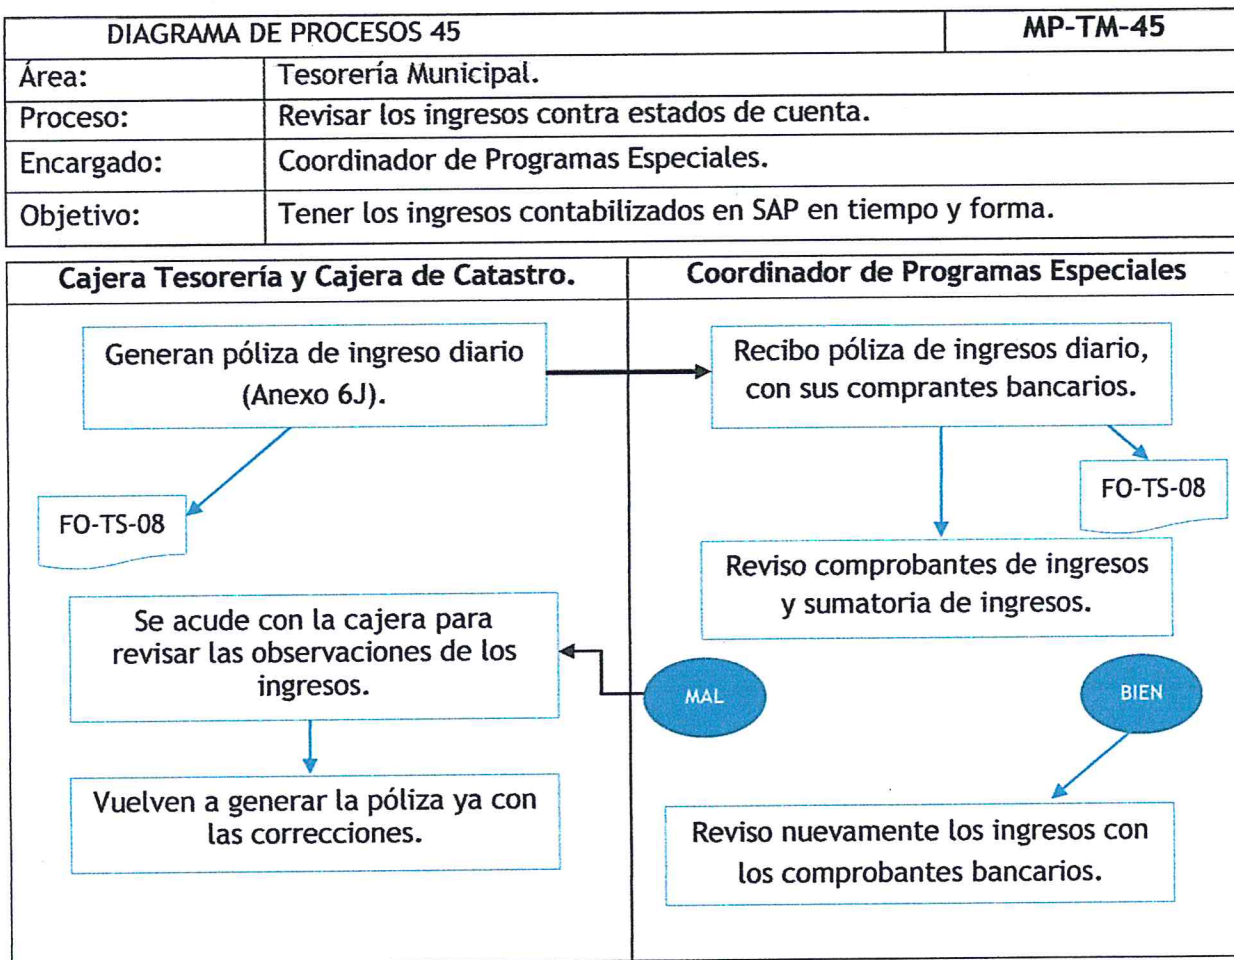 DIAGRAMA DE PROCESOS 45
MP-TM-45
Área:
Tesorería Municipal.
Proceso:
Revisar los ingresos contra estados de cuenta.
Encargado:
Coordinador de Programas Especiales.
Objetivo:
Tener los ingresos contabilizados en SAP en tiempo y forma.
Cajera Tesorería y Cajera de Catastro.
Coordinador de Programas Especiales
Generan póliza de ingreso diario
(Anexo 6J).
Recibo póliza de ingresos diario,
con sus comprantes bancarios.
FO-TS-08
FO-TS-08
Reviso comprobantes de ingresos
y sumatoria de ingresos.
Se acude con la cajera para
revisar las observaciones de los
ingresos.
MAL
BIEN
Vuelven a generar la póliza ya con
las correcciones.
Reviso nuevamente los ingresos con
los comprobantes bancarios.